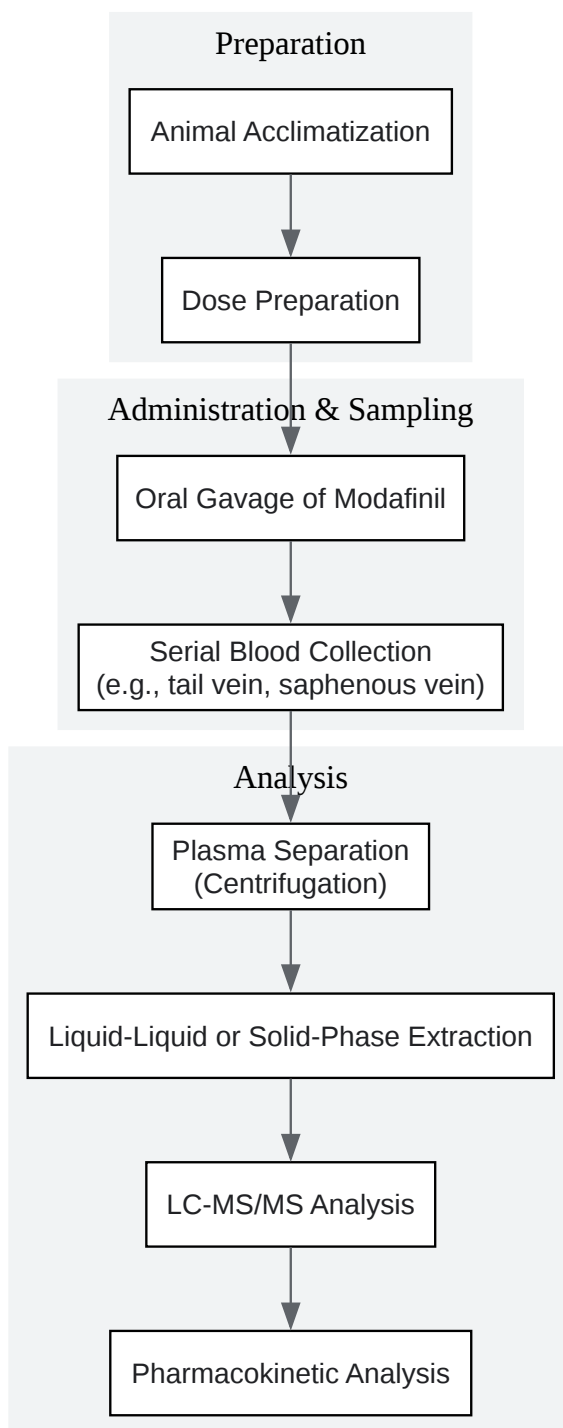 Preparation
Animal Acclimatization
Dose Preparation
Administration & Sampling
Oral Gavage of Modafinil
Serial Blood Collection
(e.g., tail vein, saphenous vein)
Analysis
Plasma Separation
(Centrifugation)
Liquid-Liquid or Solid-Phase Extraction
LC-MS/MS Analysis
Pharmacokinetic Analysis